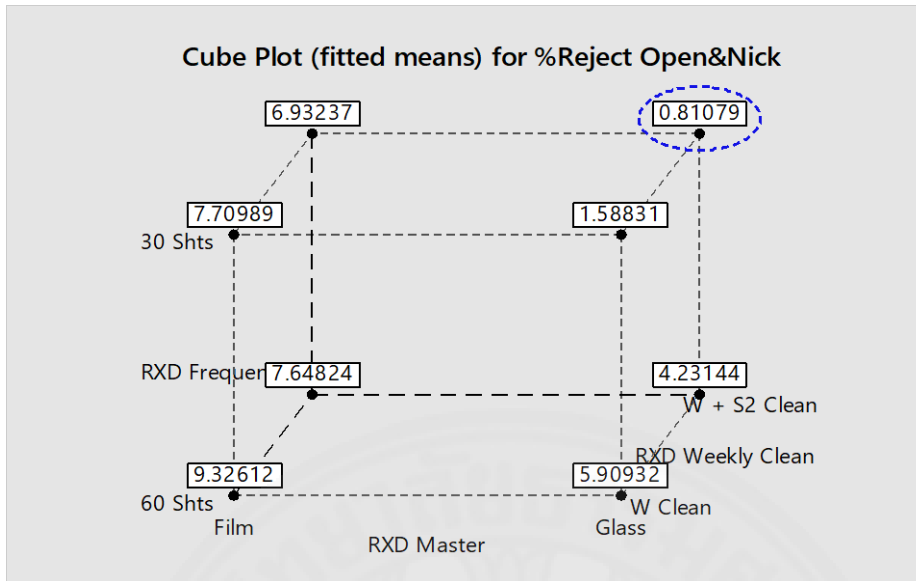 Cube Plot (fitted means) for %Reject Open&Nick
6.93237
0.81079
7.70989
1.58831
30 Shts
RXD Frequen
7.64824
4.23144
W + S2 Clean
RXD Weekly Clean
9.32612
5.90932
60 Shts
W Clean
Film
Glass
RXD Master